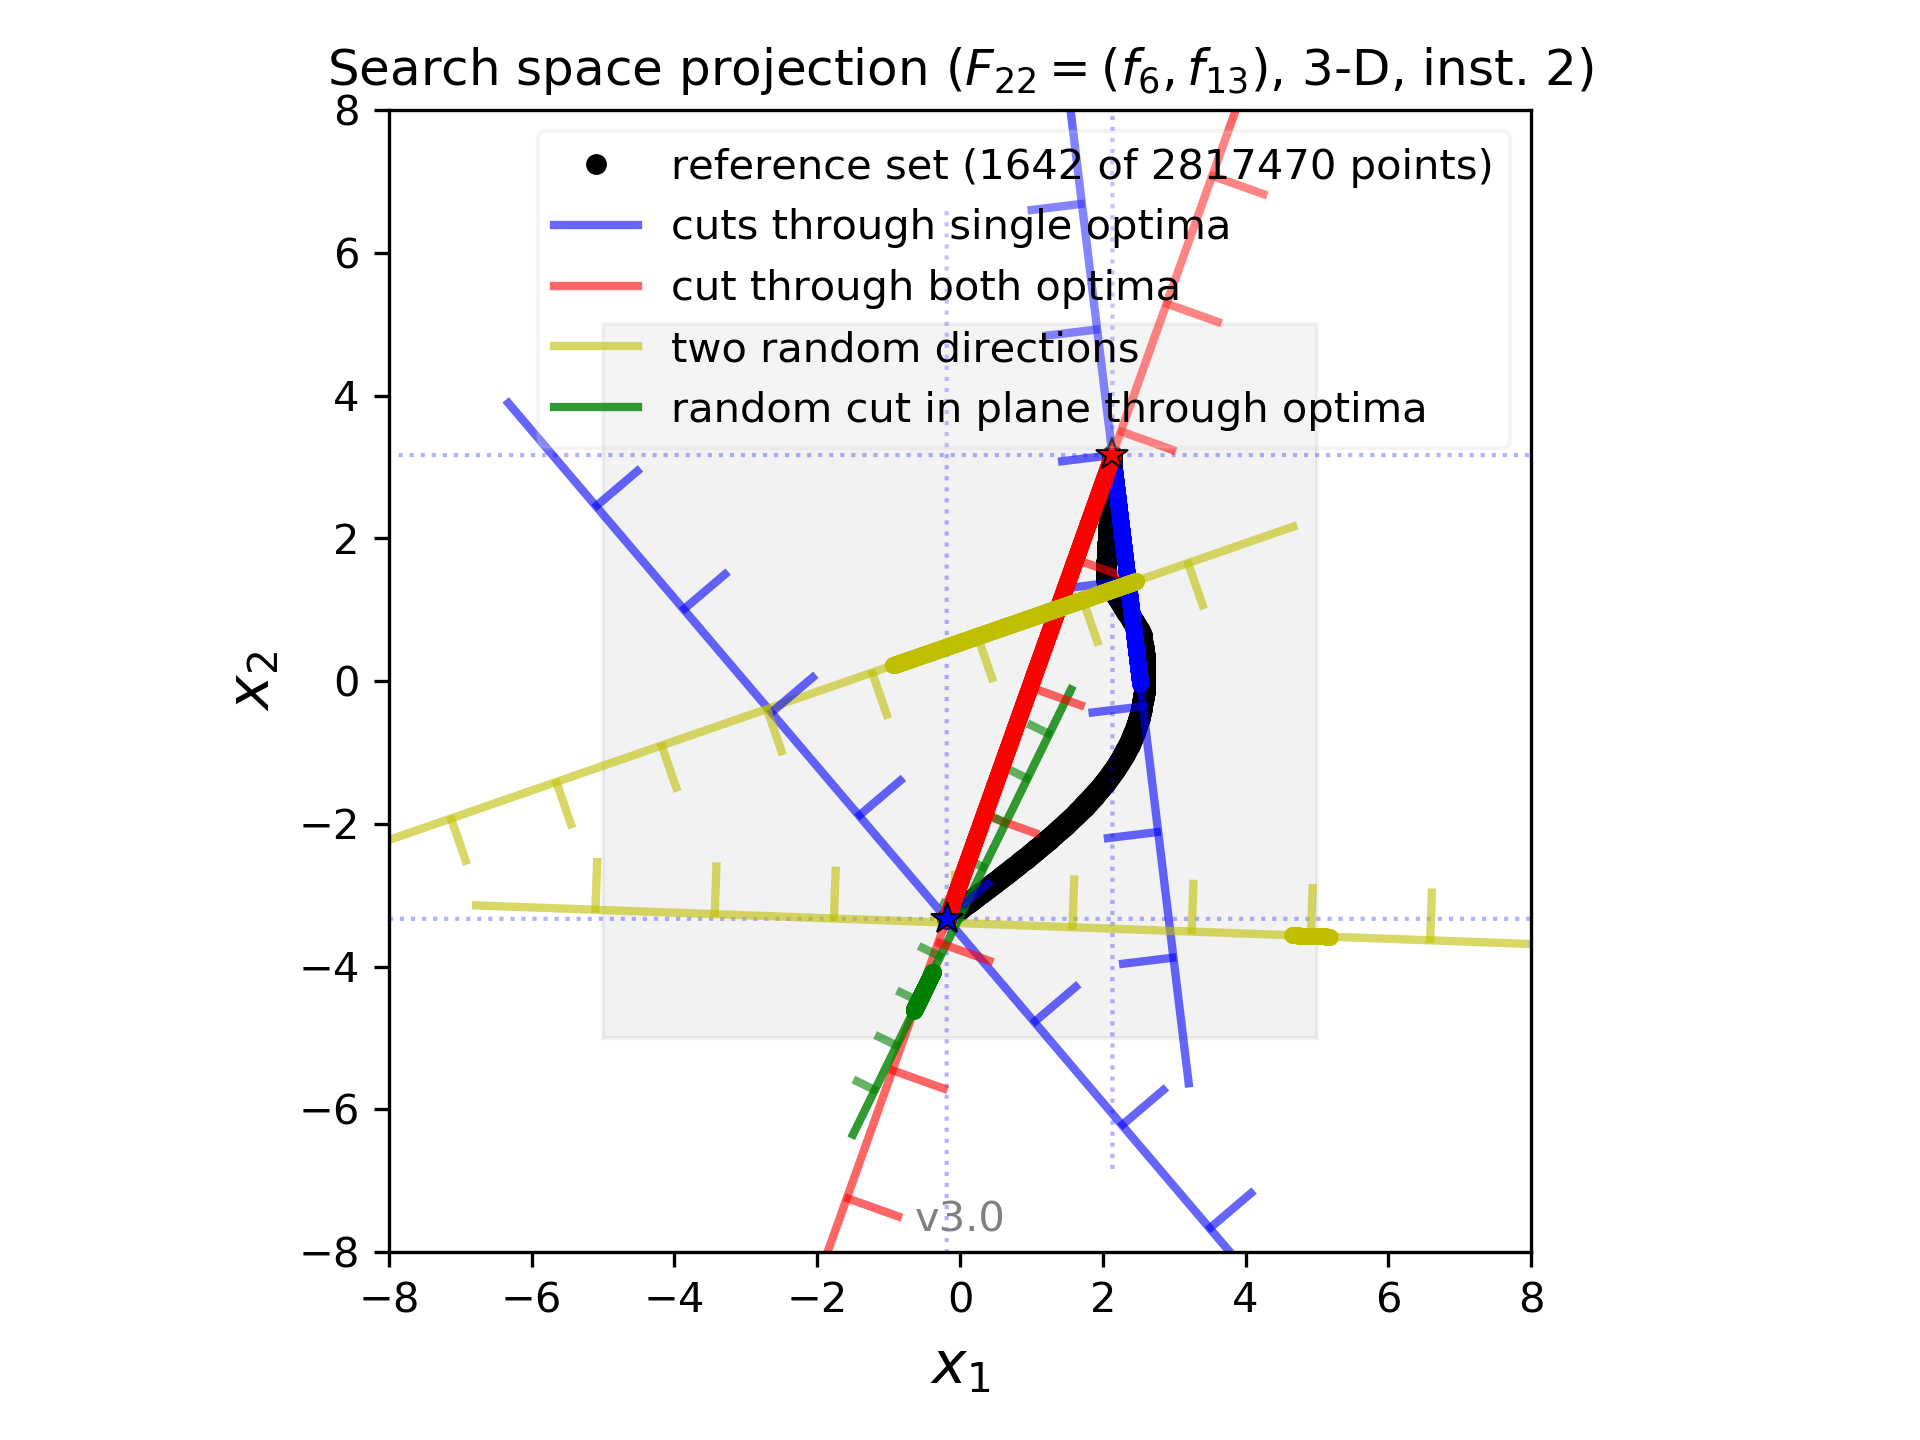 Search space projection (F₂₂ = (f₆, f₁₃), 3-D, inst. 2)
reference set (1642 of 2817470 points)
cuts through single optima
cut through both optima
two random directions
random cut in plane through optima
8
6
4
2
0
−2
−4
−6
−8
x₂
v3.0
−8 −6 −4 −2 0 2 4 6 8
x₁